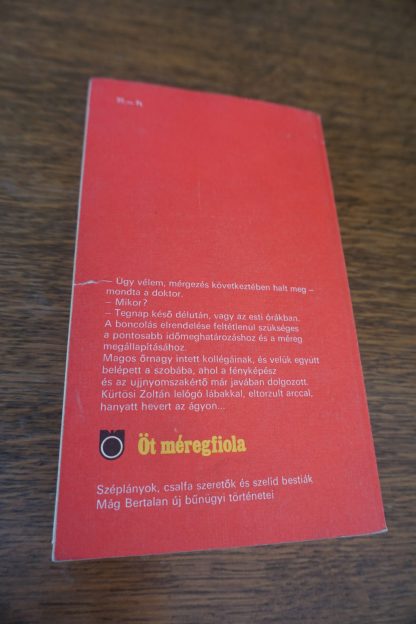 – Úgy vélem, mérgezés következtében halt meg –
mondta a doktor.
– Mikor?
– Tegnap késő délután, vagy az esti órákban.
A boncolás elrendelése feltétlenül szükséges
a pontosabb időmeghatározáshoz és a méreg
megállapításához.
Magos őrnagy intett kollégáinak, és velük együtt
belépett a szobába, ahol a fényképész
és az ujjnyomszakértő már javában dolgozott.
Kürtösi Zoltán lelógó lábakkal, eltorzult arccal,
hanyatt hevert az ágyon...
Öt méregfiola
Széplányok, csalfa szeretők és szelíd bestiák
Mág Bertalan új bűnügyi történetei